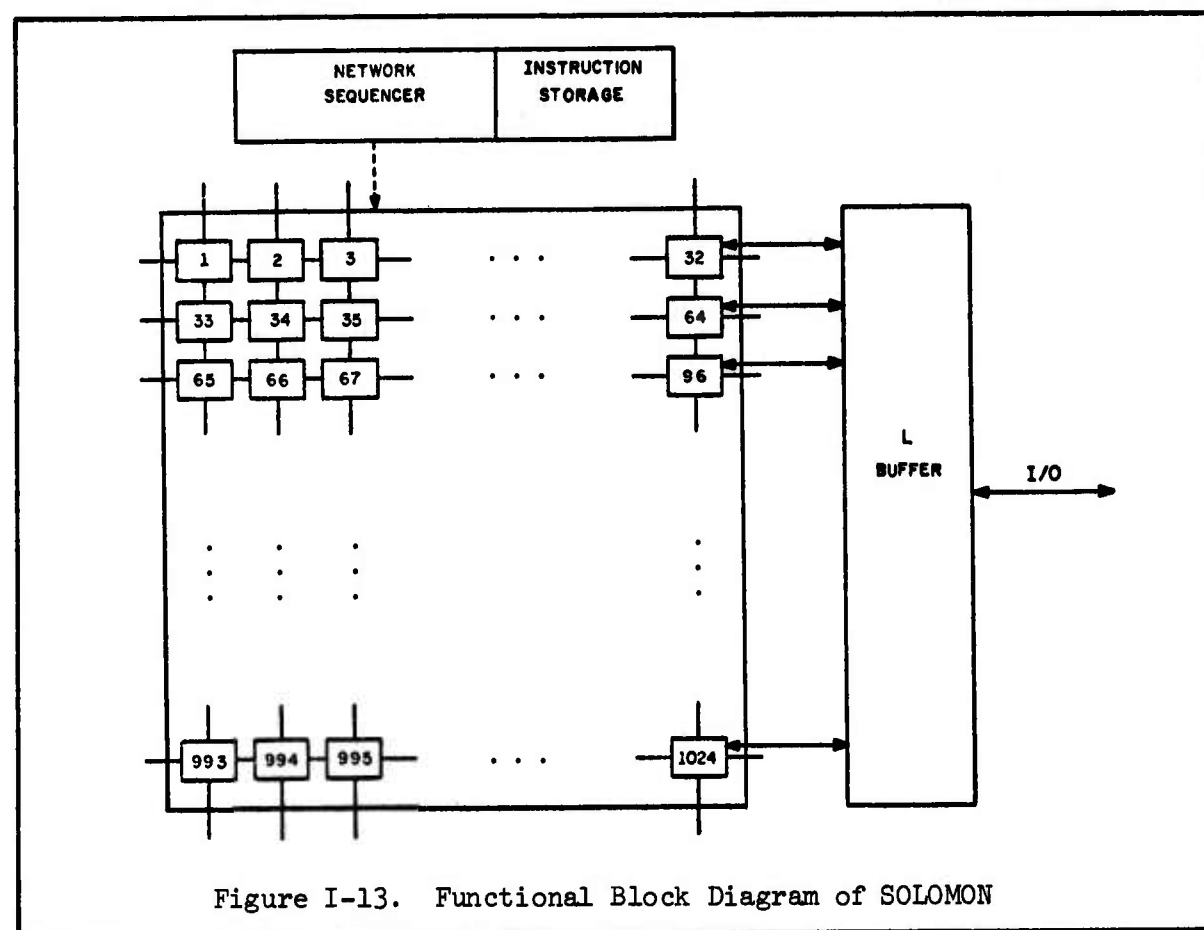 NETWORK
SEQUENCER
INSTRUCTION
STORAGE
1 2 3 . . . 32
33 34 35 . . . 64
65 66 67 . . . 96
L
BUFFER
I/O
993 994 995 . . . 1024
Figure I-13. Functional Block Diagram of SOLOMON